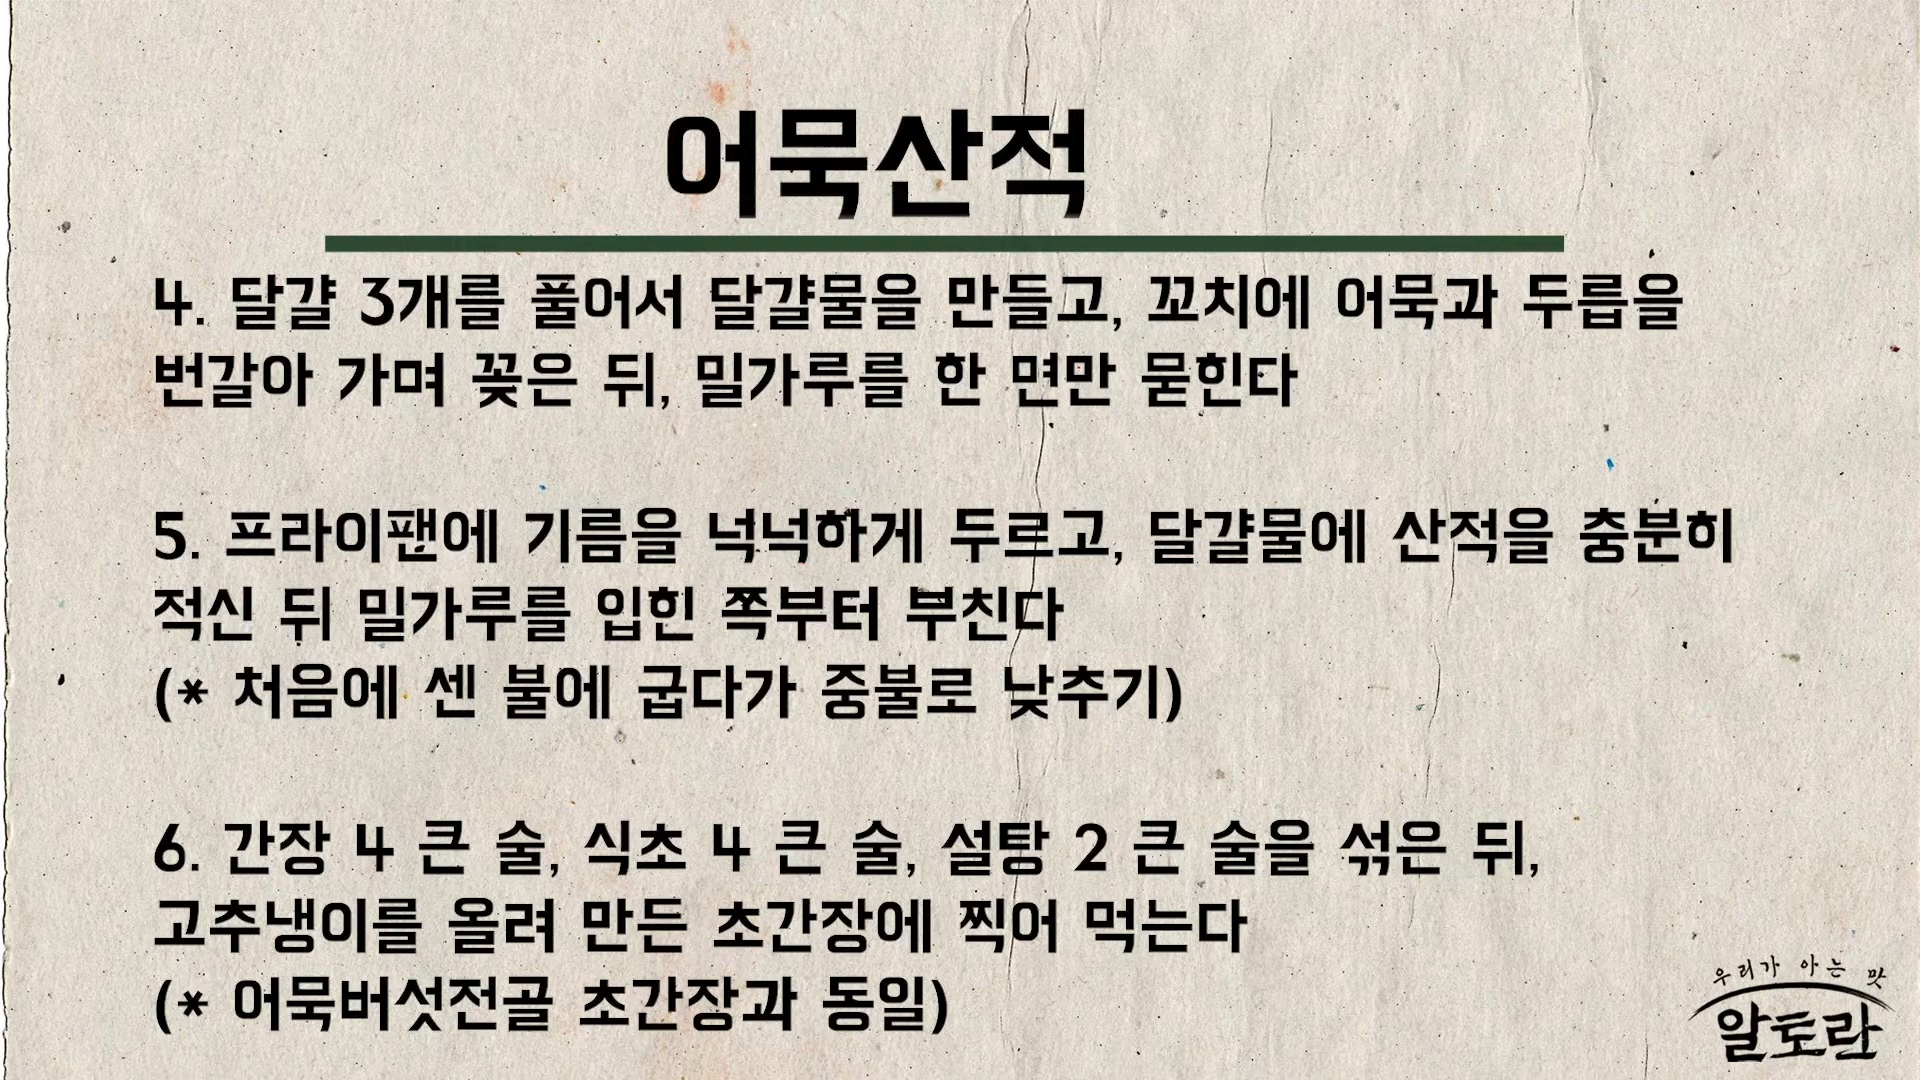 어묵산적
4. 달걀 3개를 풀어서 달걀물을 만들고, 꼬치에 어묵과 두릅을
번갈아 가며 꽂은 뒤, 밀가루를 한 면만 묻힌다
5. 프라이팬에 기름을 넉넉하게 두르고, 달걀물에 산적을 충분히
적신 뒤 밀가루를 입힌 쪽부터 부친다
(* 처음에 센 불에 굽다가 중불로 낮추기)
6. 간장 4 큰 술, 식초 4 큰 술, 설탕 2 큰 술을 섞은 뒤,
고추냉이를 올려 만든 초간장에 찍어 먹는다
(* 어묵버섯전골 초간장과 동일)
우리가 아는 맛
알토란